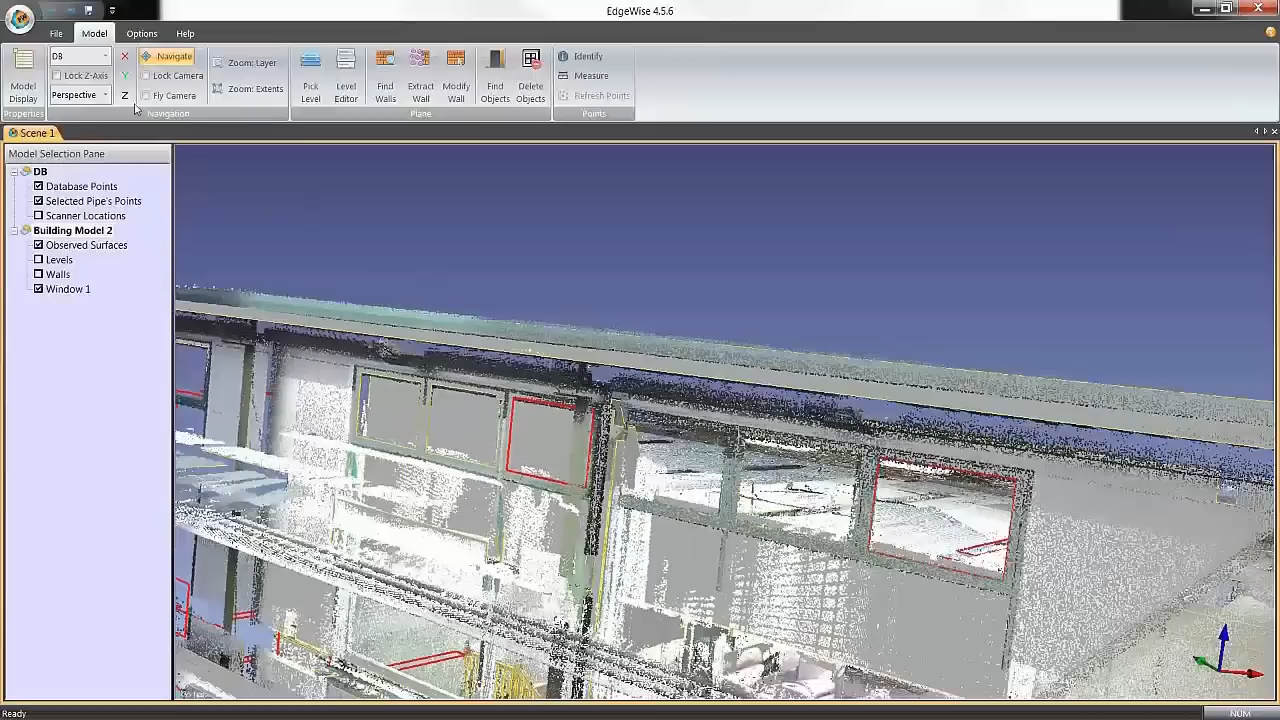 EdgeWise 4.5.6
File Model Options Help
DB X Navigate Zoom: Layer
Lock Z-Axis Y Lock Camera
Perspective Z Fly Camera Zoom: Extents
Model Display
Pick Level
Level Editor
Find Walls
Extract Wall
Modify Wall
Find Objects
Delete Objects
Identify
Measure
Refresh Points
Properties Navigation Plane Points
Scene 1
Model Selection Pane
DB
Database Points
Selected Pipe's Points
Scanner Locations
Building Model 2
Observed Surfaces
Levels
Walls
Window 1
Ready NUM